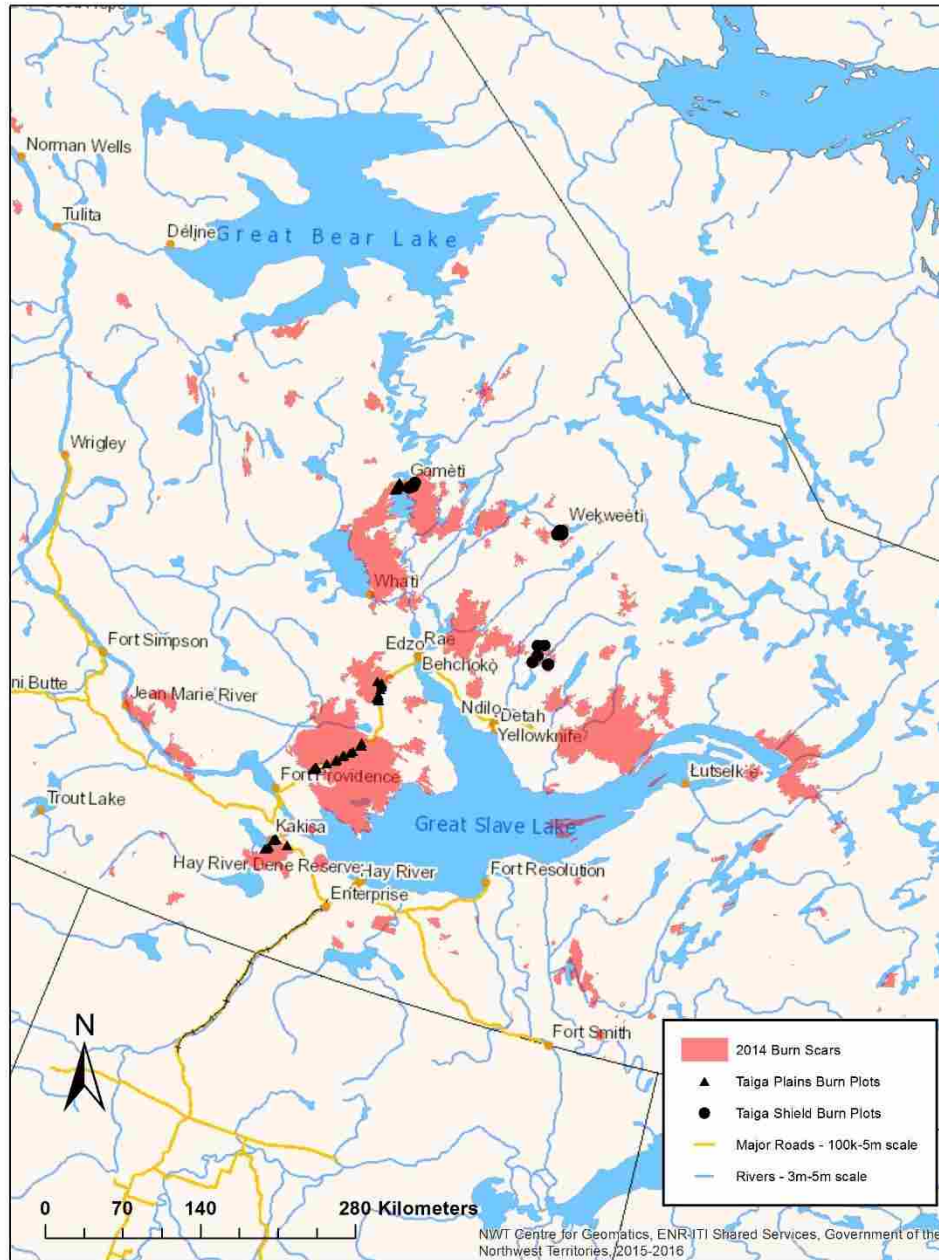 Norman Wells
Tulita
Délįne
Great Bear Lake
Wrigley
Gamètì
Wekweètì
Whatì
Fort Simpson
Edzo
Rae
Behchokǫ̀
Jean Marie River
Ndilo
Detah
Yellowknife
Fort Providence
Łutselk'e
Trout Lake
Kakisa
Great Slave Lake
Hay River Dene Reserve
Hay River
Fort Resolution
Enterprise
Fort Smith
N
2014 Burn Scars
Taiga Plains Burn Plots
Taiga Shield Burn Plots
Major Roads - 100k-5m scale
Rivers - 3m-5m scale
0 70 140 280 Kilometers
NWT Centre for Geomatics, ENR-ITI Shared Services, Government of the
Northwest Territories, 2015-2016